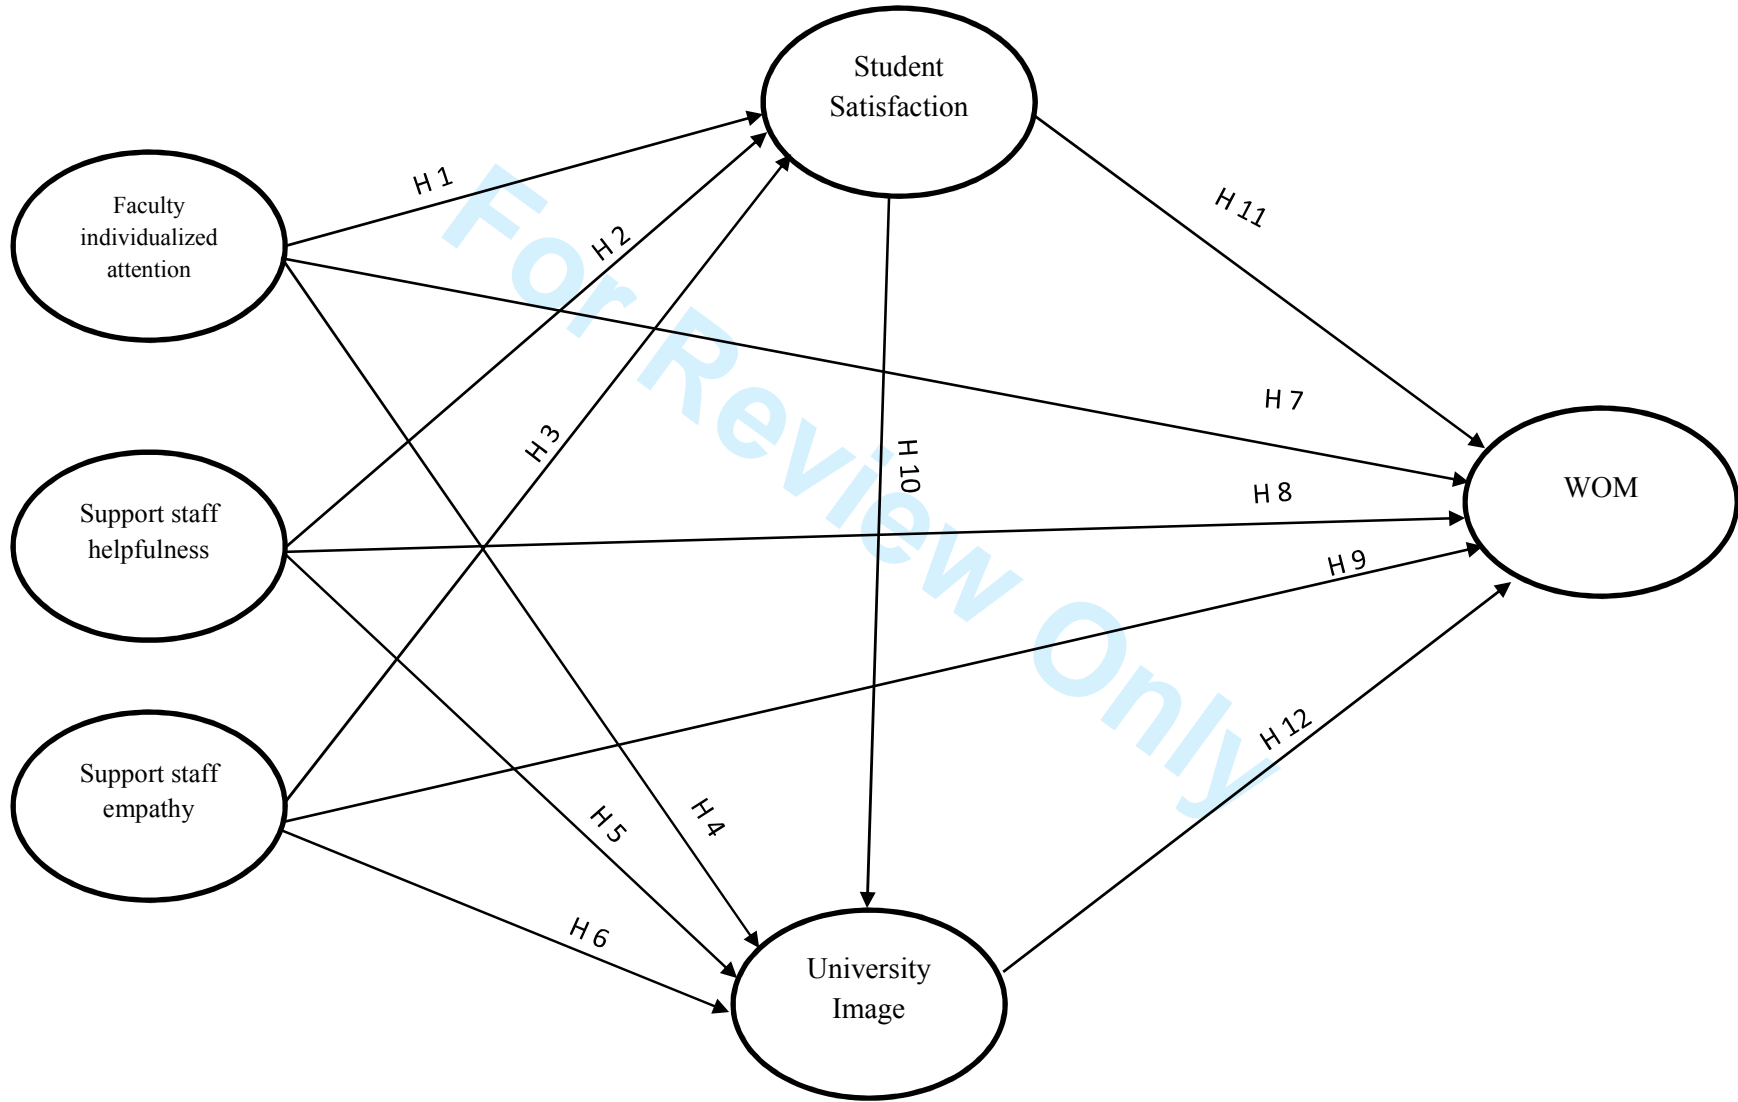 Student
Satisfaction
Faculty
individualized
attention
H 1
H 2
H 11
H 3
H 7
H 10
H 8
WOM
Support staff
helpfulness
H 9
For Review Only
H 12
Support staff
empathy
H 5
H 4
H 6
University
Image